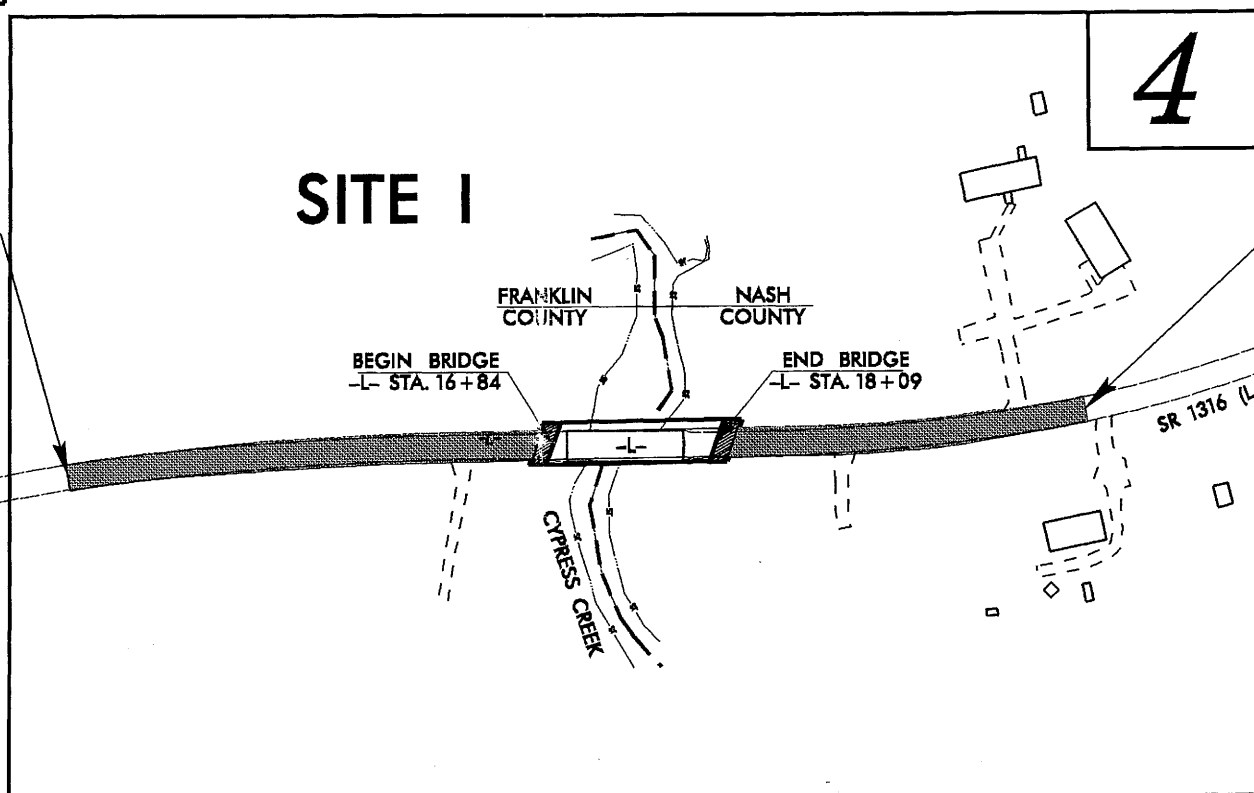 4
SITE 1
FRANKLIN
COUNTY
NASH
COUNTY
BEGIN BRIDGE
-L- STA. 16+84
END BRIDGE
-L- STA. 18+09
-L-
SR 1316 (L
CYPRESS CREEK